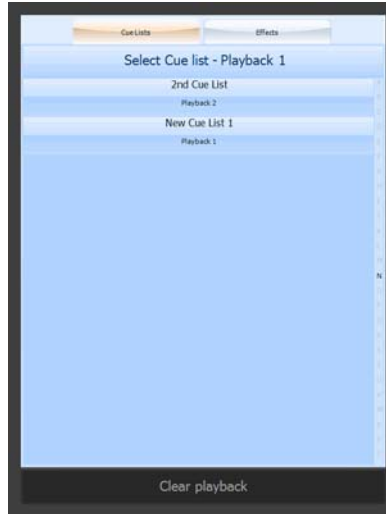 Cue Lists
Effects
Select Cue list - Playback 1
2nd Cue List
Playback 2
New Cue List 1
Playback 1
N
Clear playback